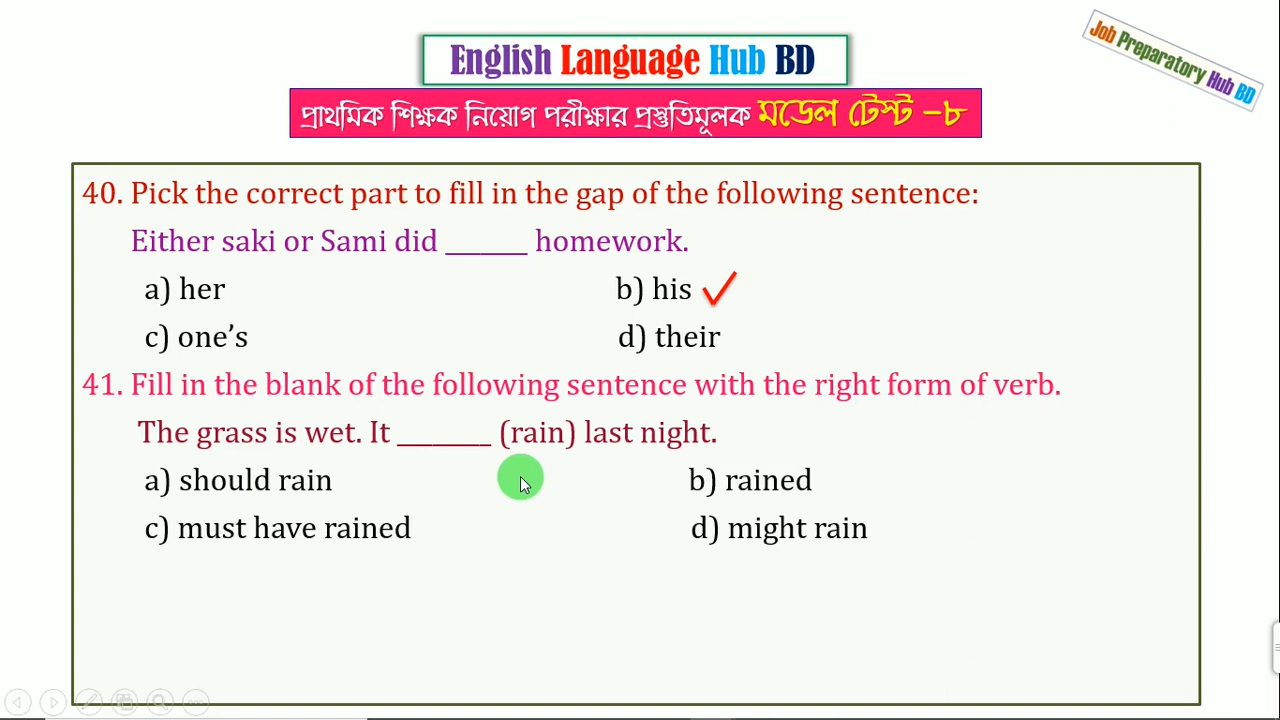 English Language Hub BD
Job Preparatory Hub BD
প্রাথমিক শিক্ষক নিয়োগ পরীক্ষার প্রস্তুতিমূলক মডেল টেস্ট –৮
40. Pick the correct part to fill in the gap of the following sentence:
Either saki or Sami did ______ homework.
a) her b) his
c) one’s d) their
41. Fill in the blank of the following sentence with the right form of verb.
The grass is wet. It _______ (rain) last night.
a) should rain b) rained
c) must have rained d) might rain